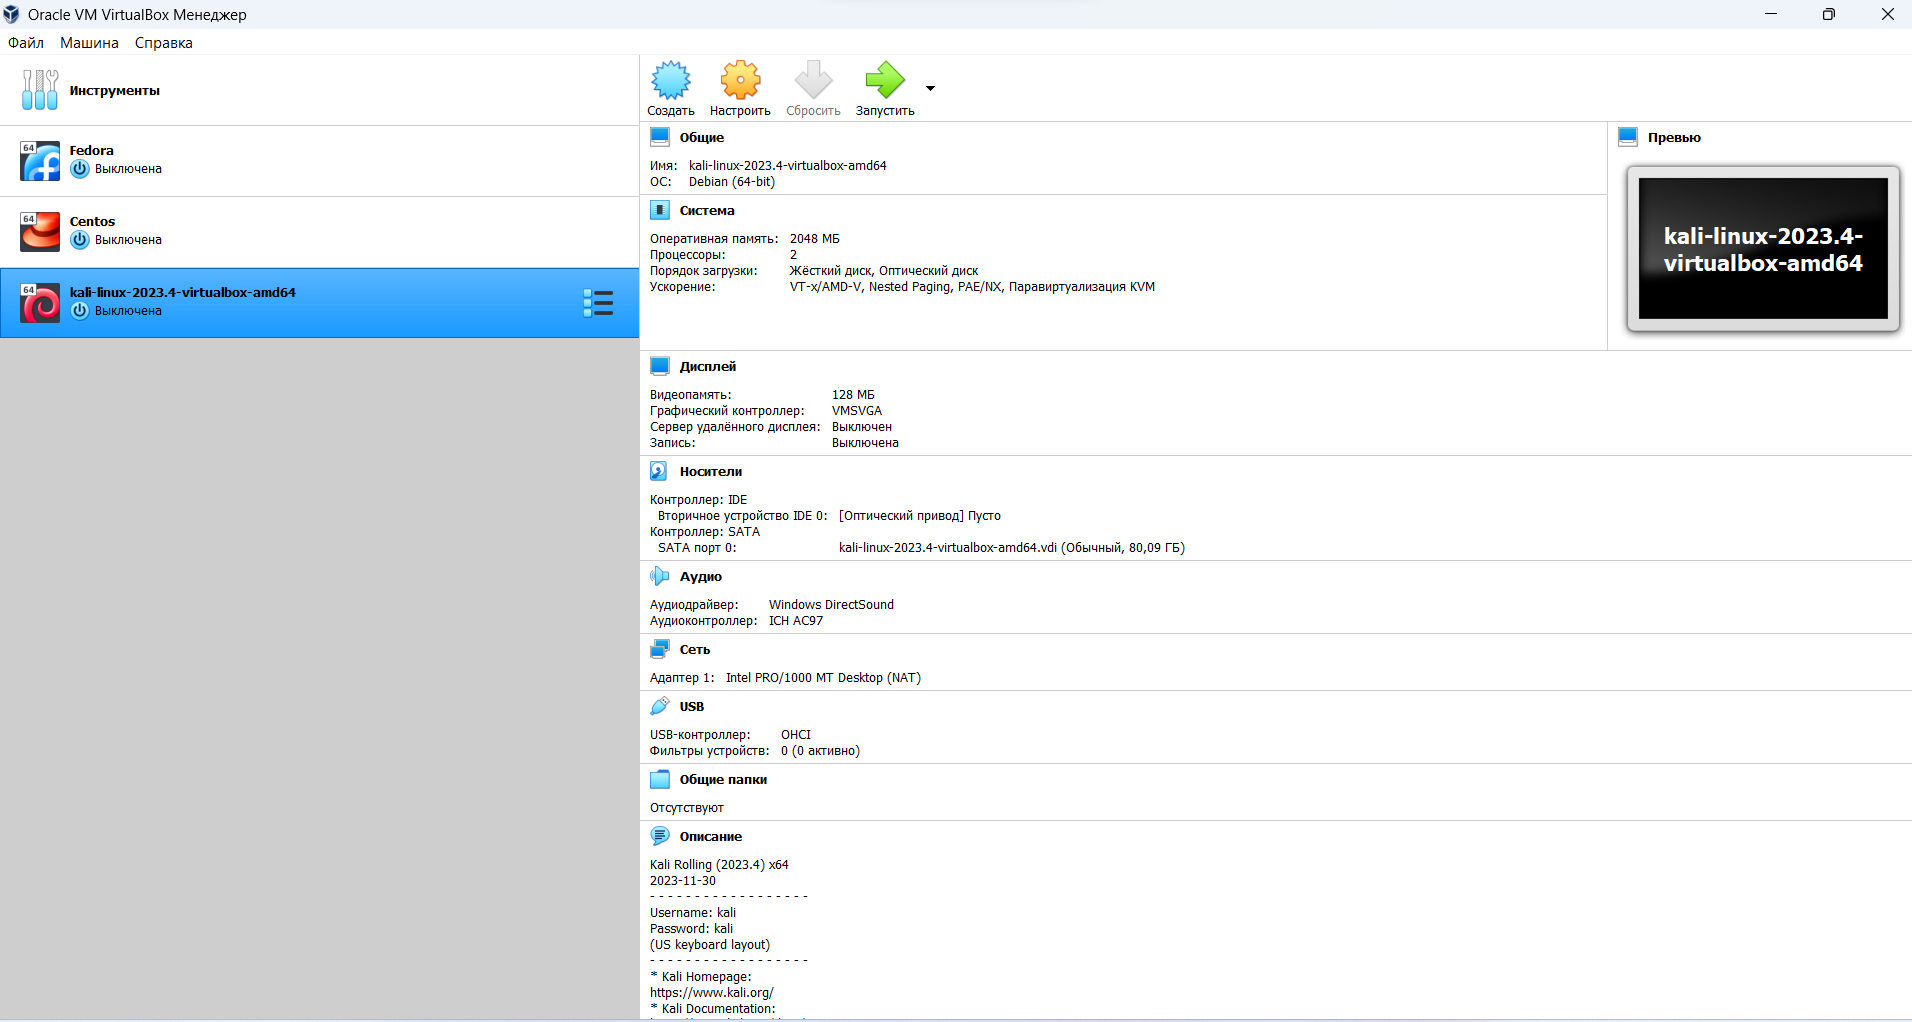 Oracle VM VirtualBox Менеджер
Файл Машина Справка
Инструменты
64
Fedora
Выключена
64
Centos
Выключена
64
kali-linux-2023.4-virtualbox-amd64
Выключена
Создать Настроить Сбросить Запустить
Общие
Имя: kali-linux-2023.4-virtualbox-amd64
ОС: Debian (64-bit)
Превью
kali-linux-2023.4-
virtualbox-amd64
Система
Оперативная память: 2048 МБ
Процессоры: 2
Порядок загрузки: Жёсткий диск, Оптический диск
Ускорение: VT-x/AMD-V, Nested Paging, PAE/NX, Паравиртуализация KVM
Дисплей
Видеопамять: 128 МБ
Графический контроллер: VMSVGA
Сервер удалённого дисплея: Выключен
Запись: Выключена
Носители
Контроллер: IDE
Вторичное устройство IDE 0: [Оптический привод] Пусто
Контроллер: SATA
SATA порт 0: kali-linux-2023.4-virtualbox-amd64.vdi (Обычный, 80,09 ГБ)
Аудио
Аудиодрайвер: Windows DirectSound
Аудиоконтроллер: ICH AC97
Сеть
Адаптер 1: Intel PRO/1000 MT Desktop (NAT)
USB
USB-контроллер: OHCI
Фильтры устройств: 0 (0 активно)
Общие папки
Отсутствуют
Описание
Kali Rolling (2023.4) x64
2023-11-30
- - - - - - - - - - - - - - - - - -
Username: kali
Password: kali
(US keyboard layout)
- - - - - - - - - - - - - - - - - -
* Kali Homepage:
https://www.kali.org/
* Kali Documentation: